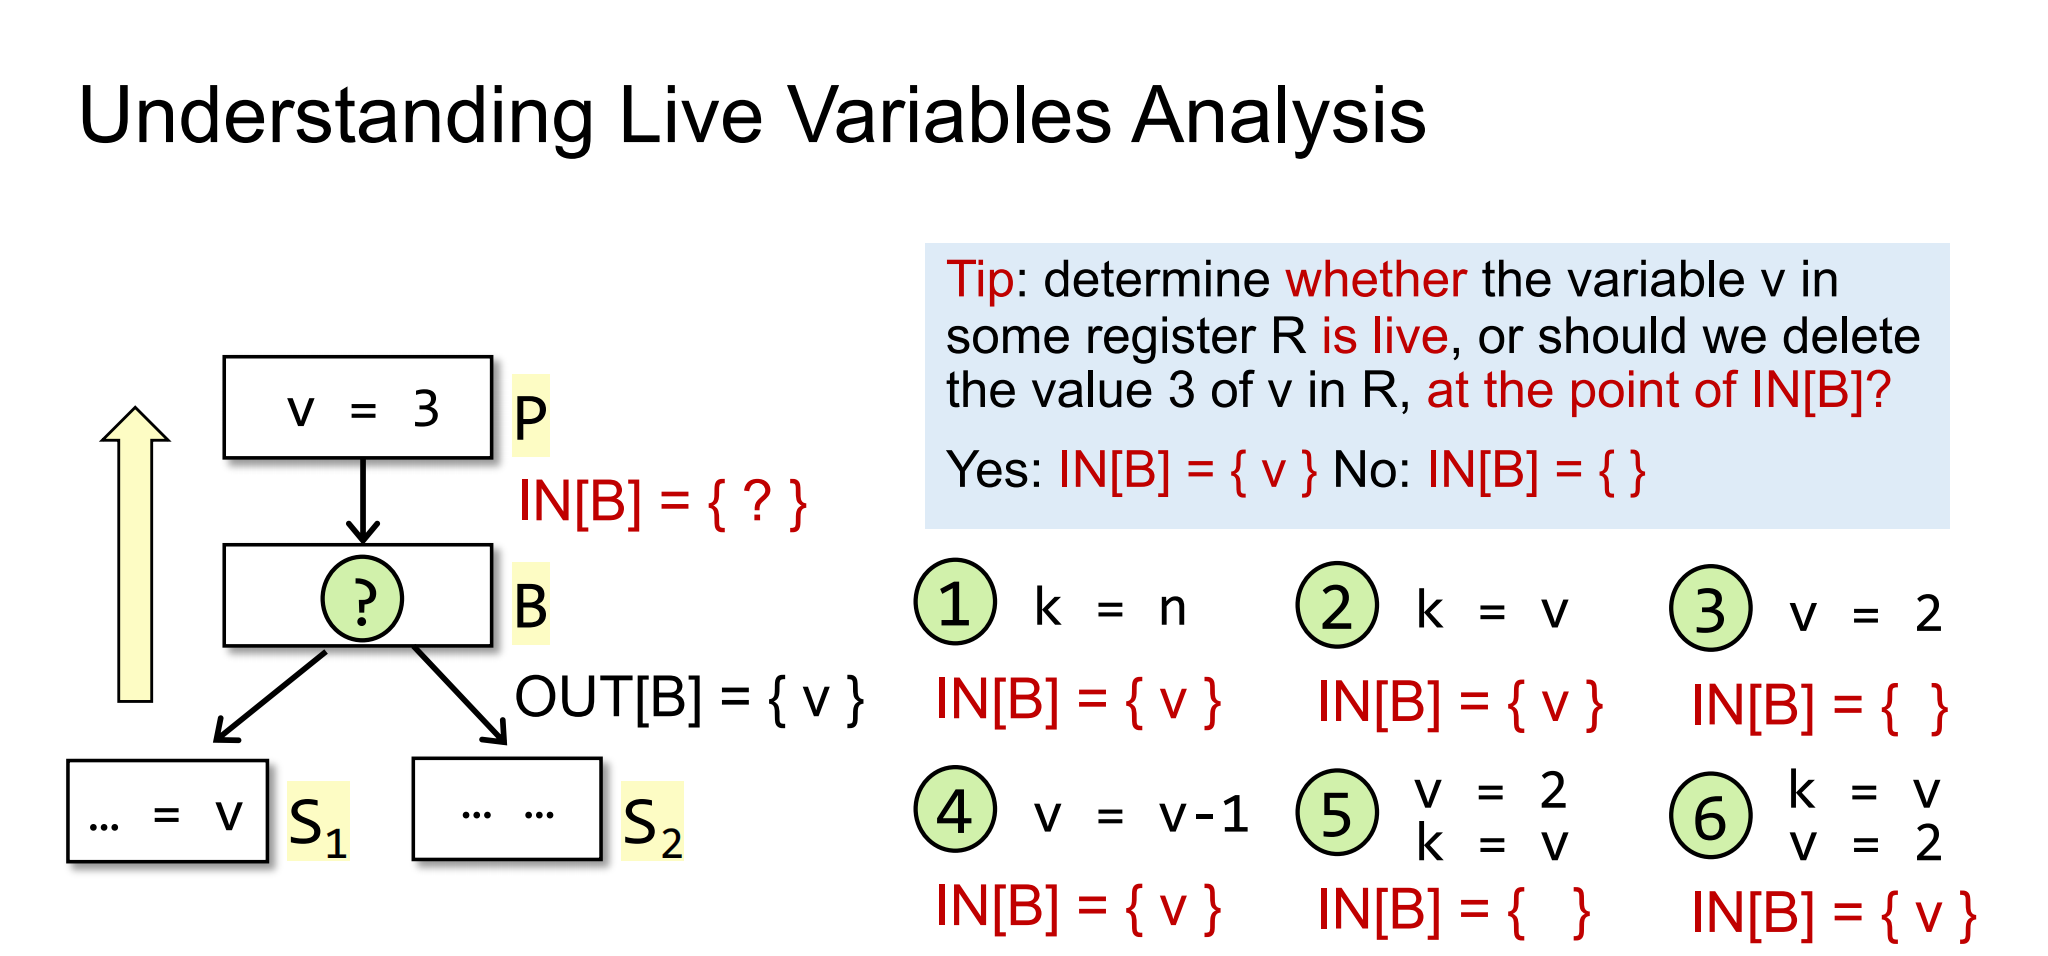 Understanding Live Variables Analysis
Tip: determine whether the variable v in
some register R is live, or should we delete
the value 3 of v in R, at the point of IN[B]?
Yes: IN[B] = { v } No: IN[B] = { }
v = 3
P
IN[B] = { ? }
?
B
OUT[B] = { v }
... = v
S1
... ...
S2
1 k = n
IN[B] = { v }
2 k = v
IN[B] = { v }
3 v = 2
IN[B] = { }
4 v = v-1
IN[B] = { v }
5 v = 2
k = v
IN[B] = { }
6 k = v
v = 2
IN[B] = { v }